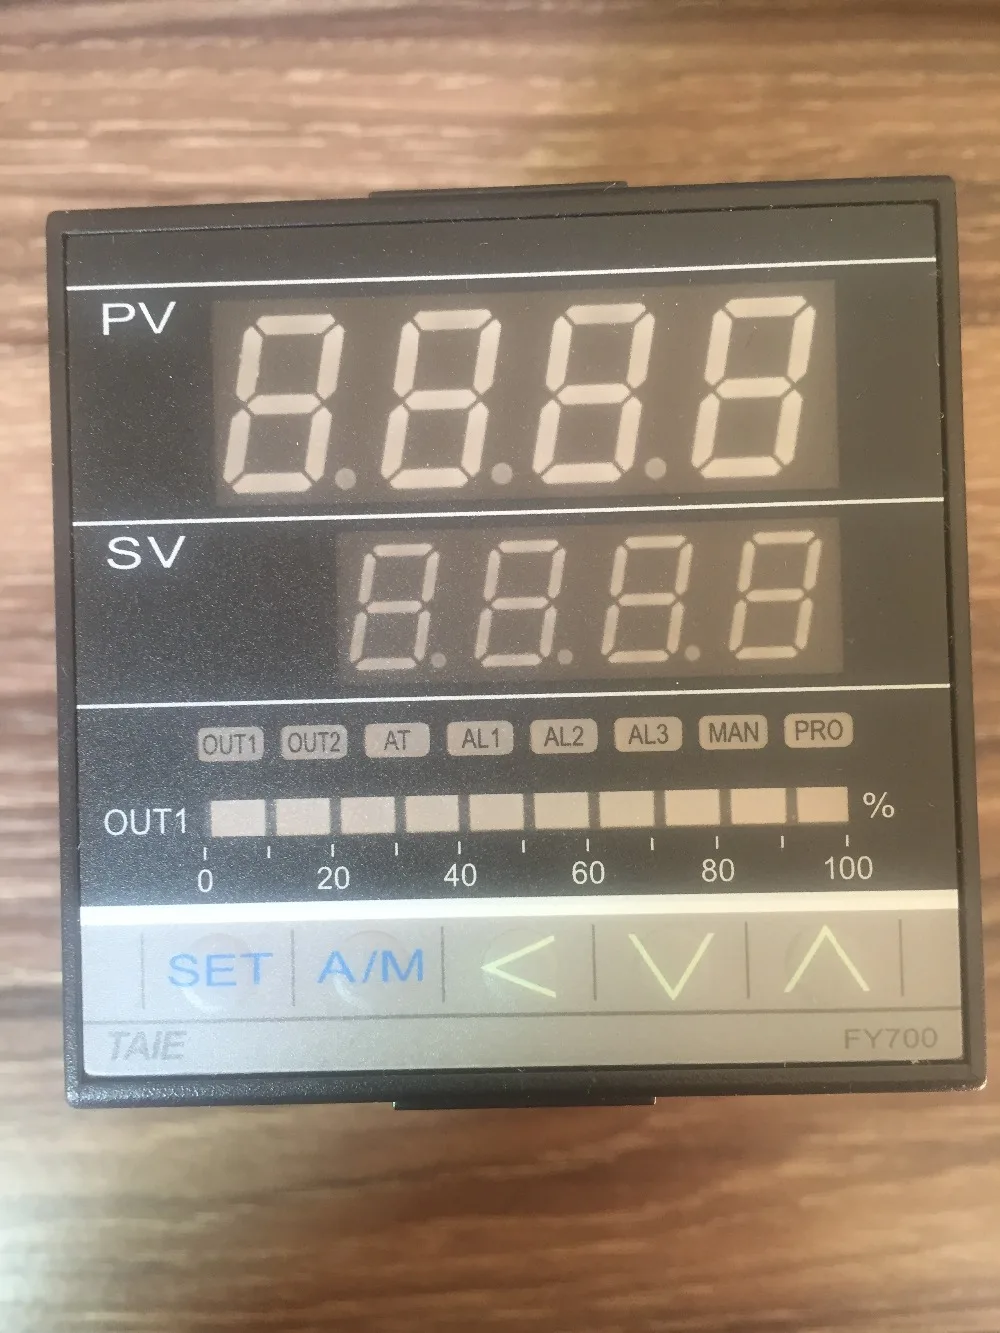 PV
SV
OUT1 OUT2 AT AL1 AL2 AL3 MAN PRO
OUT1 %
0 20 40 60 80 100
SET A/M < V Λ
TAIE FY700